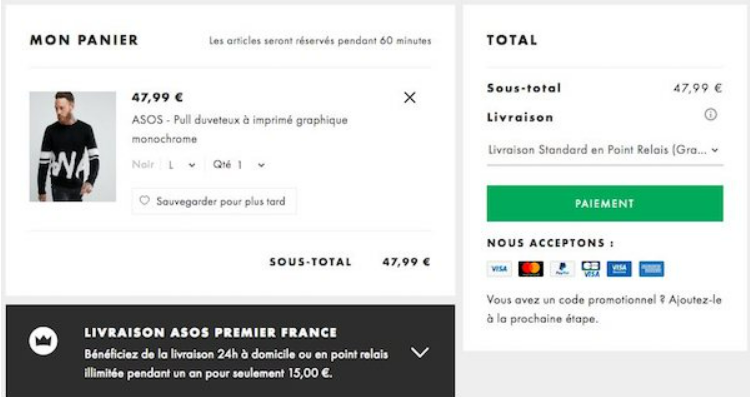 MON PANIER
Les articles seront réservés pendant 60 minutes
47,99 €
ASOS - Pull duveteux à imprimé graphique
monochrome
Noir L Qté 1
Sauvegarder pour plus tard
SOUS-TOTAL 47,99 €
LIVRAISON ASOS PREMIER FRANCE
Bénéficiez de la livraison 24h à domicile ou en point relais
illimitée pendant un an pour seulement 15,00 €.
TOTAL
Sous-total 47,99 €
Livraison
Livraison Standard en Point Relais (Gra...
PAIEMENT
NOUS ACCEPTONS :
VISA PayPal CB VISA VISA
Vous avez un code promotionnel ? Ajoutez-le
à la prochaine étape.